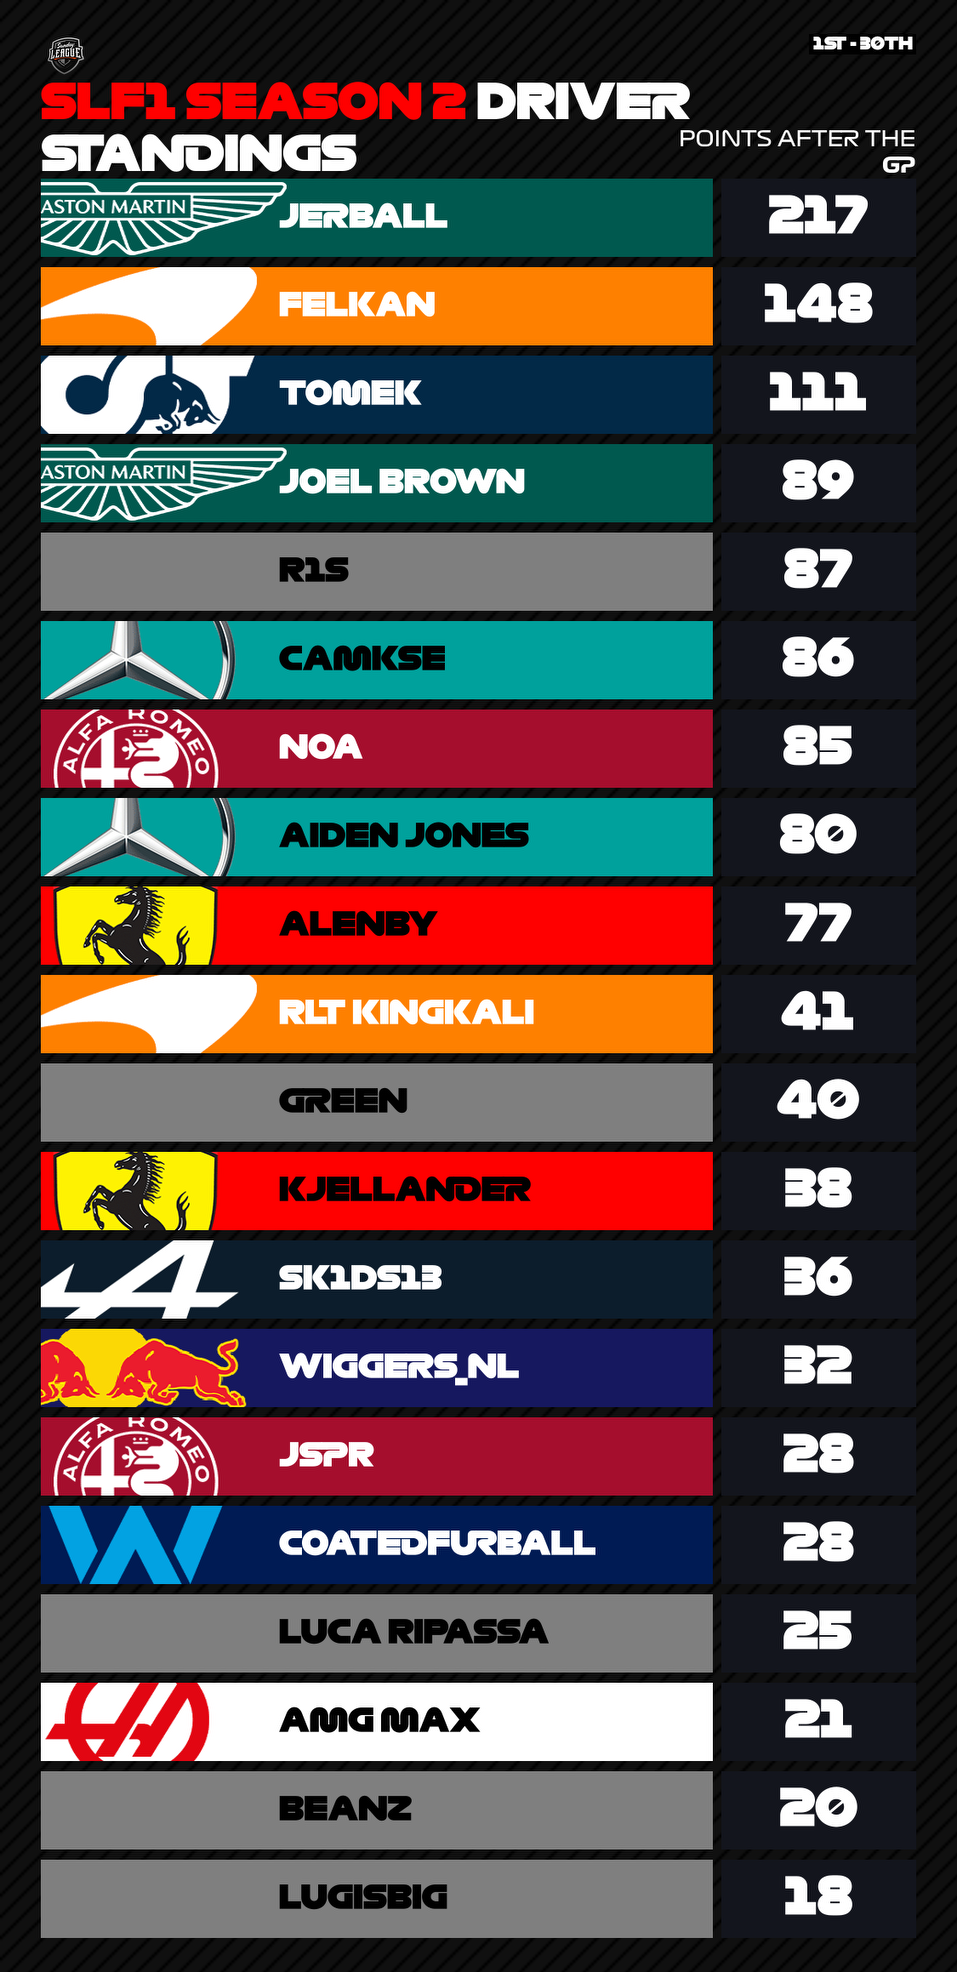 Sunday
LEAGUE
1ST - 30TH
SLF1 SEASON 2 DRIVER
STANDINGS
POINTS AFTER THE
GP
ASTON MARTIN
JERBALL
217
FELKAN
148
TOMEK
111
ASTON MARTIN
JOEL BROWN
89
R1S
87
CAMKSE
86
ALFA ROMEO
NOA
85
AIDEN JONES
80
ALENBY
77
RLT KINGKALI
41
GREEN
40
KJELLANDER
38
SK1DS13
36
WIGGERS_NL
32
ALFA ROMEO
JSPR
28
COATEDFURBALL
28
LUCA RIPASSA
25
AMG MAX
21
BEANZ
20
LUGISBIG
18